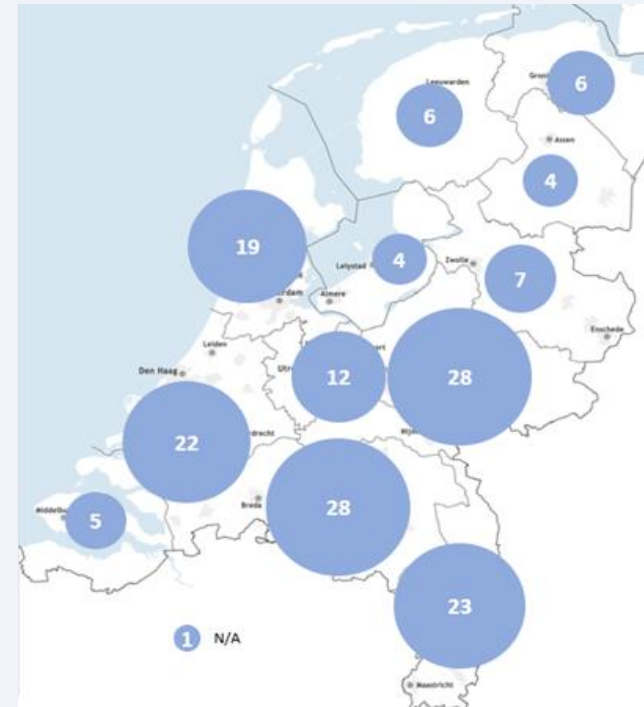 Leeuwarden
6
6
Assen
4
19
Lelystad
4
Zwolle
7
Almere
Enschede
Leiden
12
28
Den Haag
22
Breda
28
5
23
1 N/A
Maastricht